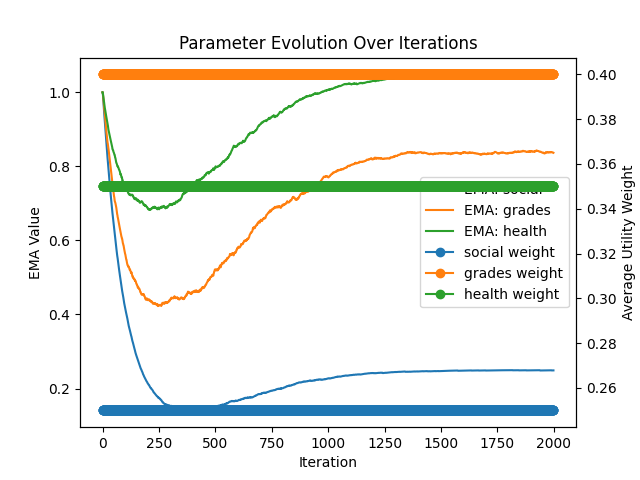 Parameter Evolution Over Iterations
EMA Value
1.0
0.8
0.6
0.4
0.2
0.40
0.38
0.36
0.34
0.32
0.30
0.28
0.26
Average Utility Weight
EMA: social
EMA: grades
EMA: health
social weight
grades weight
health weight
0 250 500 750 1000 1250 1500 1750 2000
Iteration